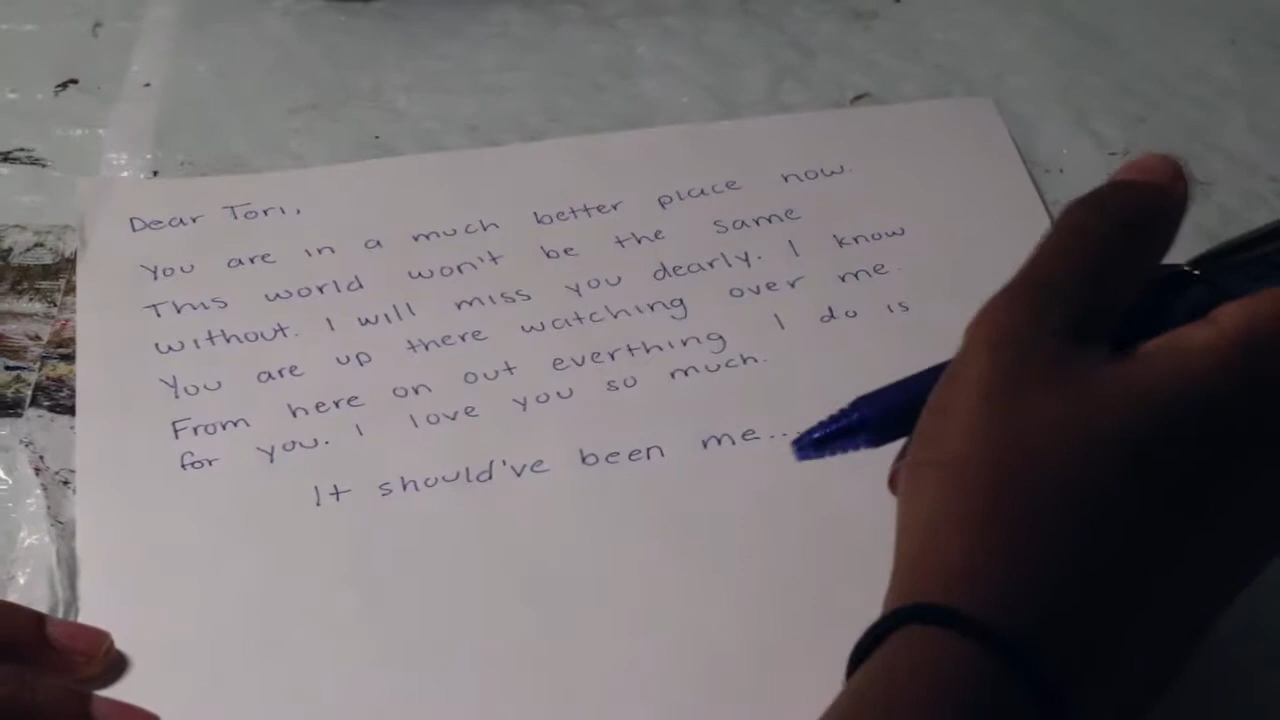 Dear Tori,
You are in a much better place now.
This world won't be the same
without. I will miss you dearly. I know
You are up there watching over me.
From here on out everthing I do is
for you. I love you so much.
It should've been me...